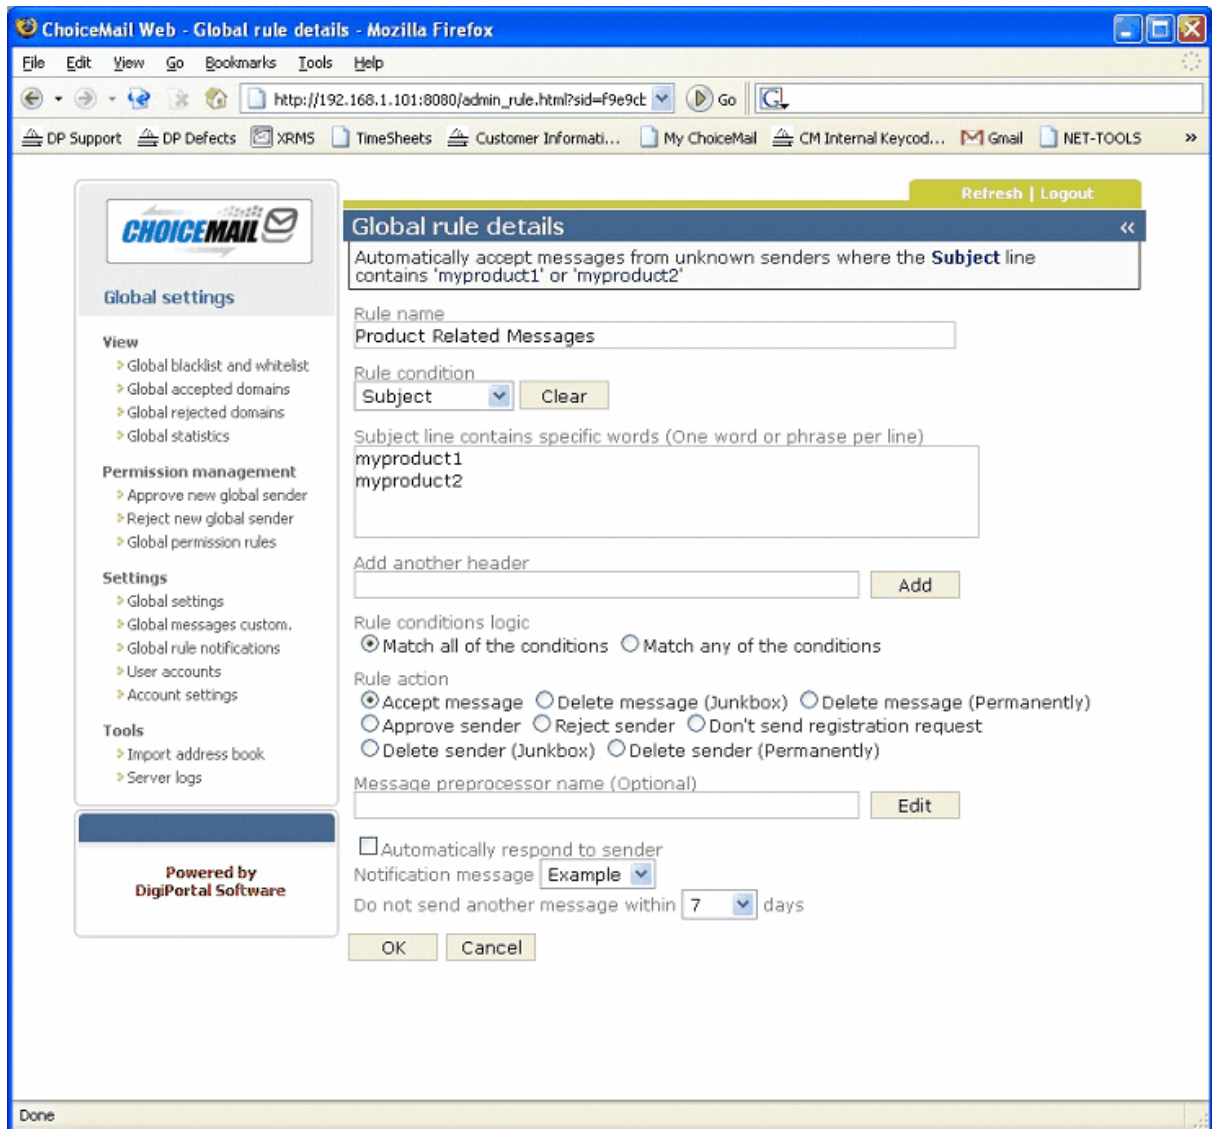 ChoiceMail Web - Global rule details - Mozilla Firefox
File Edit View Go Bookmarks Tools Help
http://192.168.1.101:8080/admin_rule.html?sid=f9e9ct Go G
DP Support DP Defects XRMS TimeSheets Customer Informati... My ChoiceMail CM Internal Keycod... Gmail NET-TOOLS »
Refresh | Logout
CHOICEMAIL
Global settings
View
Global blacklist and whitelist
Global accepted domains
Global rejected domains
Global statistics
Permission management
Approve new global sender
Reject new global sender
Global permission rules
Settings
Global settings
Global messages custom.
Global rule notifications
User accounts
Account settings
Tools
Import address book
Server logs
Powered by
DigiPortal Software
Global rule details «
Automatically accept messages from unknown senders where the Subject line
contains 'myproduct1' or 'myproduct2'
Rule name
Product Related Messages
Rule condition
Subject Clear
Subject line contains specific words (One word or phrase per line)
myproduct1
myproduct2
Add another header
Add
Rule conditions logic
Match all of the conditions Match any of the conditions
Rule action
Accept message Delete message (Junkbox) Delete message (Permanently)
Approve sender Reject sender Don't send registration request
Delete sender (Junkbox) Delete sender (Permanently)
Message preprocessor name (Optional)
Edit
Automatically respond to sender
Notification message Example
Do not send another message within 7 days
OK Cancel
Done